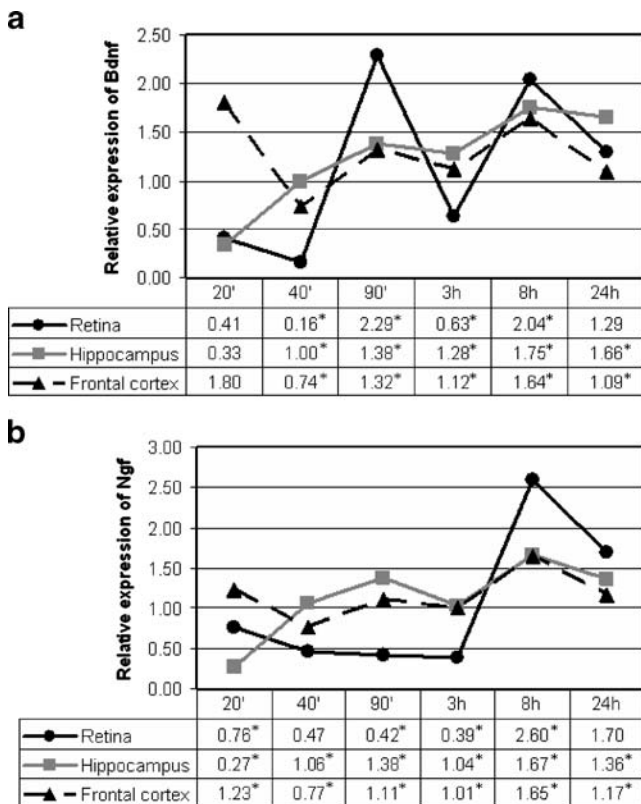 a
Relative expression of Bdnf
2.50
2.00
1.50
1.00
0.50
0.00
20' 40' 90' 3h 8h 24h
Retina 0.41 0.16* 2.29* 0.63* 2.04* 1.29
Hippocampus 0.33 1.00* 1.38* 1.28* 1.75* 1.66*
Frontal cortex 1.80 0.74* 1.32* 1.12* 1.64* 1.09*
b
Relative expression of Ngf
3.00
2.50
2.00
1.50
1.00
0.50
0.00
20' 40' 90' 3h 8h 24h
Retina 0.76* 0.47 0.42* 0.39* 2.60* 1.70
Hippocampus 0.27* 1.06* 1.38* 1.04* 1.67* 1.36*
Frontal cortex 1.23* 0.77* 1.11* 1.01* 1.65* 1.17*